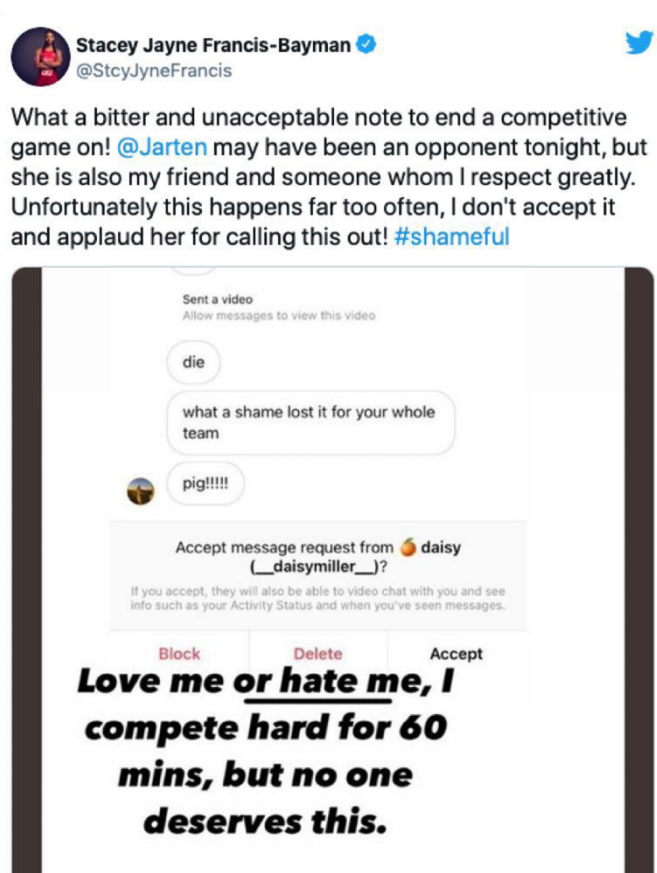 Stacey Jayne Francis-Bayman
@StcyJyneFrancis
What a bitter and unacceptable note to end a competitive
game on! @Jarten may have been an opponent tonight, but
she is also my friend and someone whom I respect greatly.
Unfortunately this happens far too often, I don't accept it
and applaud her for calling this out! #shameful
Sent a video
Allow messages to view this video
die
what a shame lost it for your whole
team
pig!!!!!
Accept message request from 🍊 daisy
(__daisymiller__)?
If you accept, they will also be able to video chat with you and see
info such as your Activity Status and when you've seen messages.
Block Delete Accept
Love me or hate me, I
compete hard for 60
mins, but no one
deserves this.